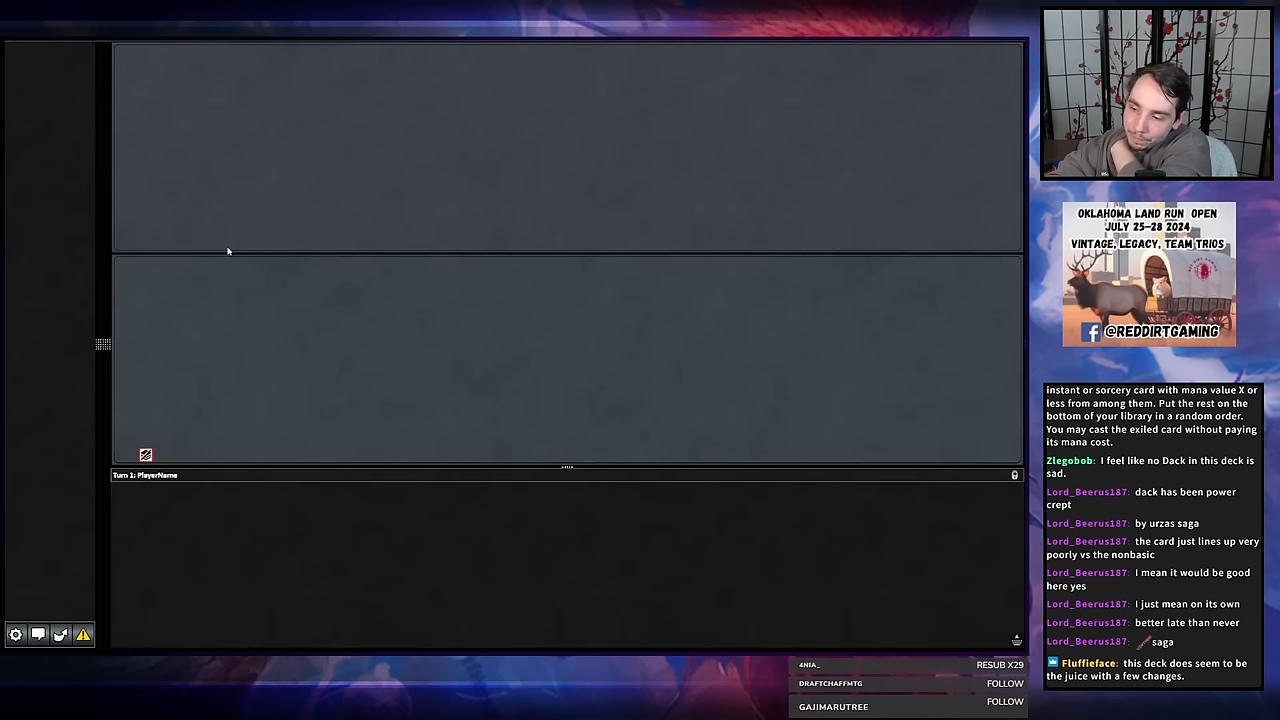 OKLAHOMA LAND RUN OPEN
JULY 25-28 2024
VINTAGE, LEGACY, TEAM TRIOS
@REDDIRTGAMING
instant or sorcery card with mana value X or
less from among them. Put the rest on the
bottom of your library in a random order.
You may cast the exiled card without paying
its mana cost.
Zlegobob: I feel like no Dack in this deck is
sad.
Lord_Beerus187: dack has been power
crept
Lord_Beerus187: by urzas saga
Lord_Beerus187: the card just lines up very
poorly vs the nonbasic
Lord_Beerus187: I mean it would be good
here yes
Lord_Beerus187: I just mean on its own
Lord_Beerus187: better late than never
Lord_Beerus187: saga
Fluffieface: this deck does seem to be
the juice with a few changes.
Turn 1: PlayerName
4NIA_ RESUB X29
DRAFTCHAFFMTG FOLLOW
GAJIMARUTREE FOLLOW